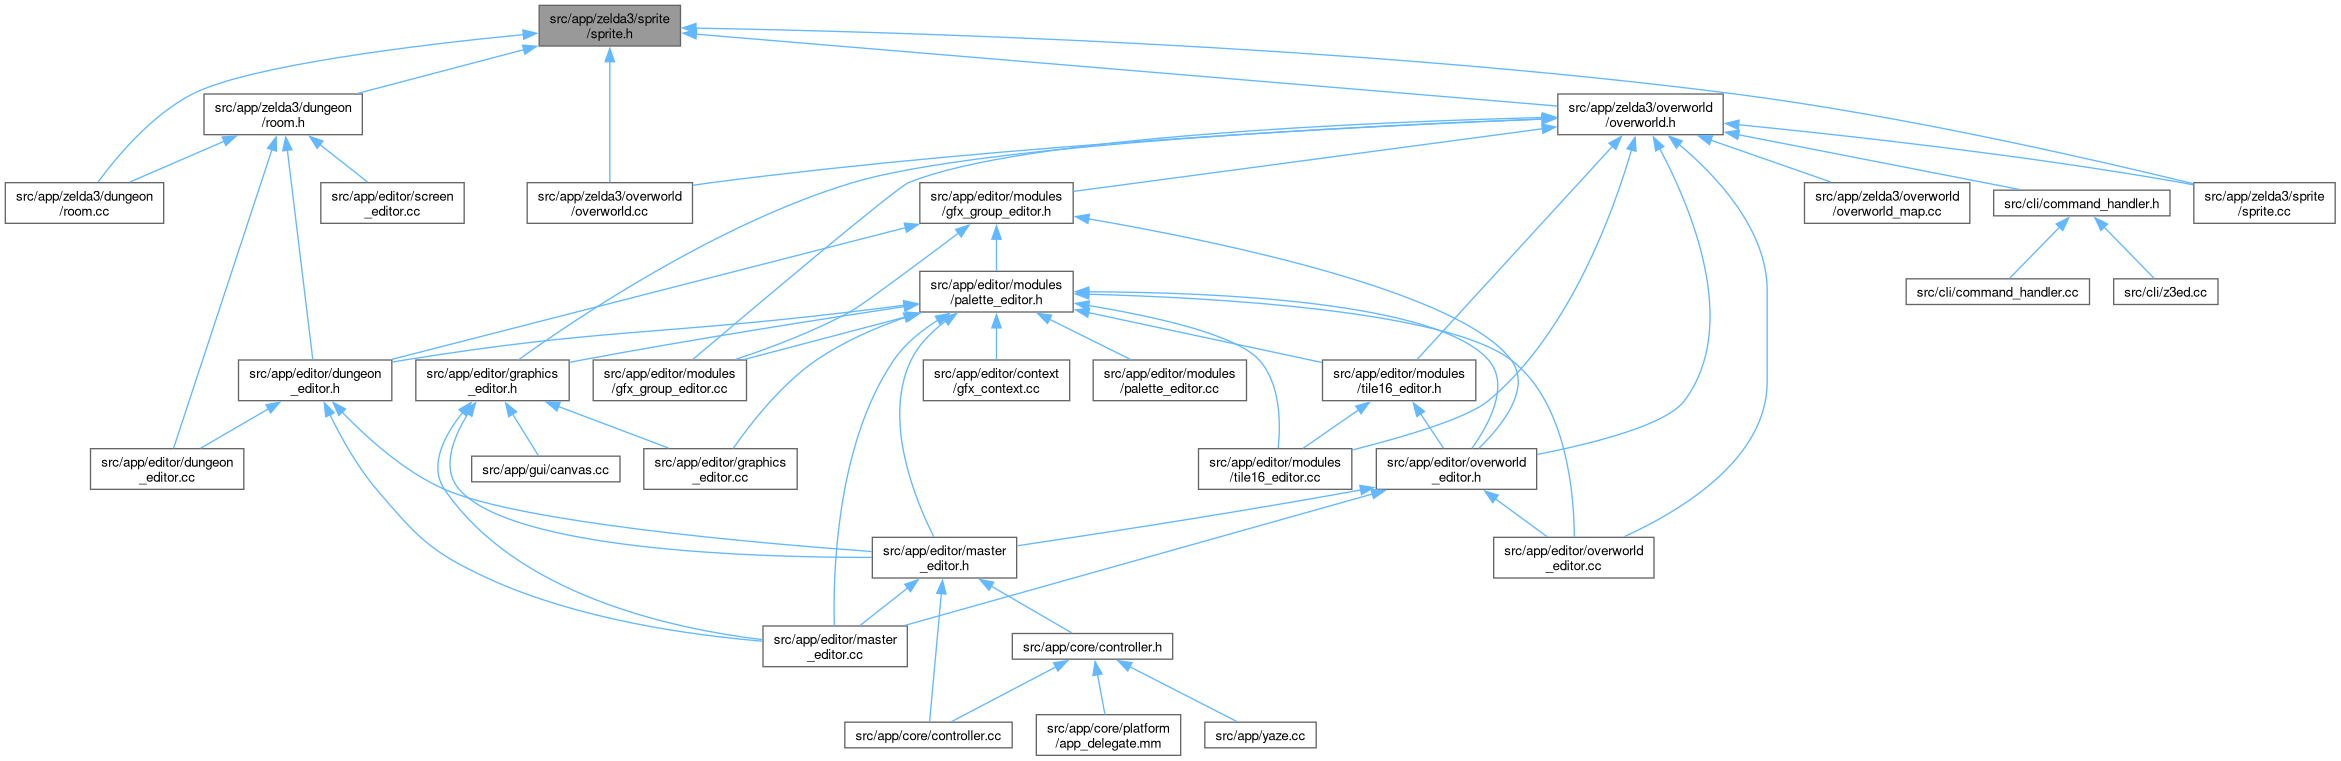 src/app/zelda3/sprite
/sprite.h
src/app/zelda3/dungeon
/room.h
src/app/zelda3/overworld
/overworld.h
src/app/zelda3/dungeon
/room.cc
src/app/editor/screen
_editor.cc
src/app/zelda3/overworld
/overworld.cc
src/app/editor/modules
/gfx_group_editor.h
src/app/zelda3/overworld
/overworld_map.cc
src/cli/command_handler.h
src/app/zelda3/sprite
/sprite.cc
src/app/editor/modules
/palette_editor.h
src/cli/command_handler.cc
src/cli/z3ed.cc
src/app/editor/dungeon
_editor.h
src/app/editor/graphics
_editor.h
src/app/editor/modules
/gfx_group_editor.cc
src/app/editor/context
/gfx_context.cc
src/app/editor/modules
/palette_editor.cc
src/app/editor/modules
/tile16_editor.h
src/app/editor/dungeon
_editor.cc
src/app/gui/canvas.cc
src/app/editor/graphics
_editor.cc
src/app/editor/modules
/tile16_editor.cc
src/app/editor/overworld
_editor.h
src/app/editor/master
_editor.h
src/app/editor/overworld
_editor.cc
src/app/editor/master
_editor.cc
src/app/core/controller.h
src/app/core/controller.cc
src/app/core/platform
/app_delegate.mm
src/app/yaze.cc